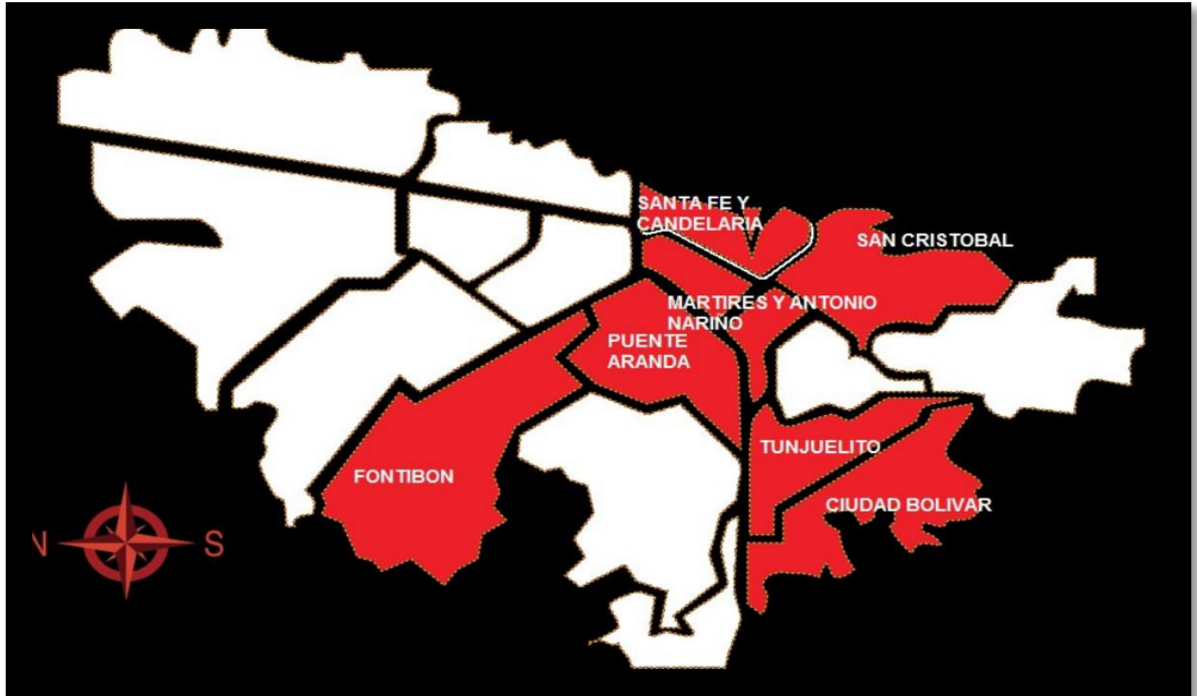 SANTA FE Y
CANDELARIA
SAN CRISTOBAL
MARTIRES Y ANTONIO
NARIÑO
PUENTE
ARANDA
TUNJUELITO
FONTIBON
CIUDAD BOLIVAR
N
S